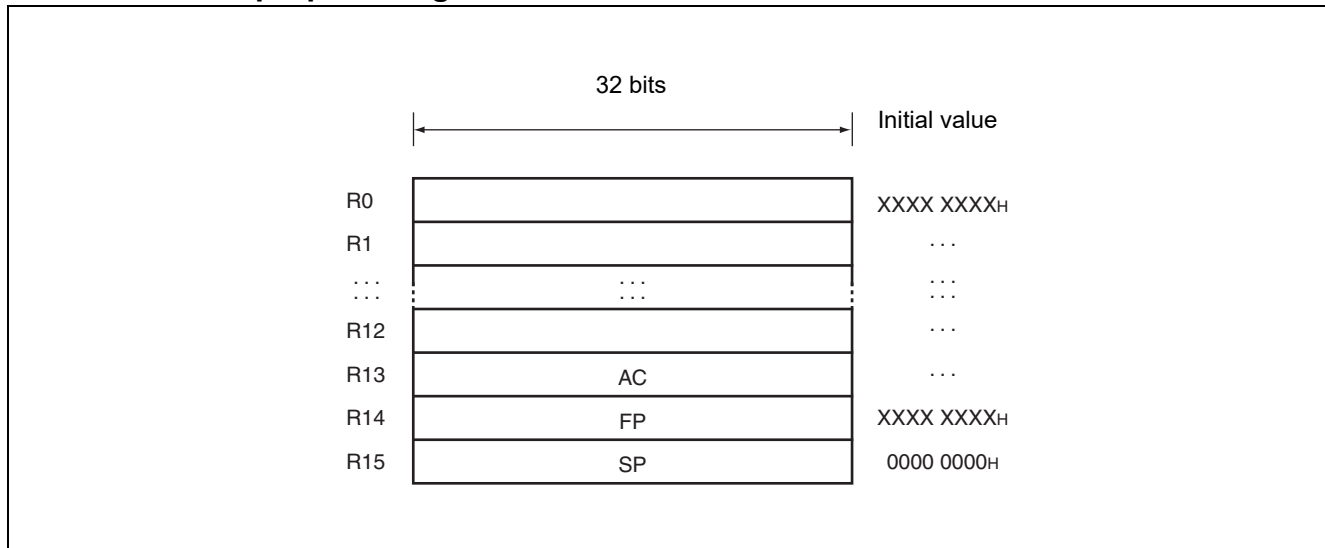 32 bits
Initial value
R0 XXXX XXXXH
R1 ...
... ... ...
... ... ...
R12 ...
R13 AC ...
R14 FP XXXX XXXXH
R15 SP 0000 0000H